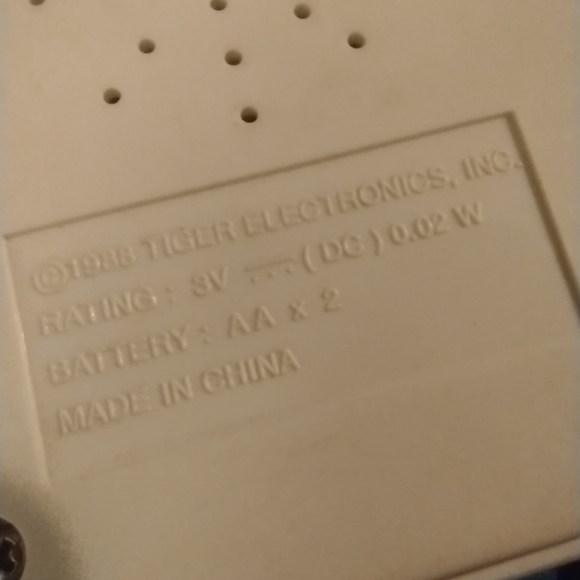 ©1988 TIGER ELECTRONICS, INC.
RATING : 3V ⎓ ( DC ) 0.02 W
BATTERY : AA x 2
MADE IN CHINA